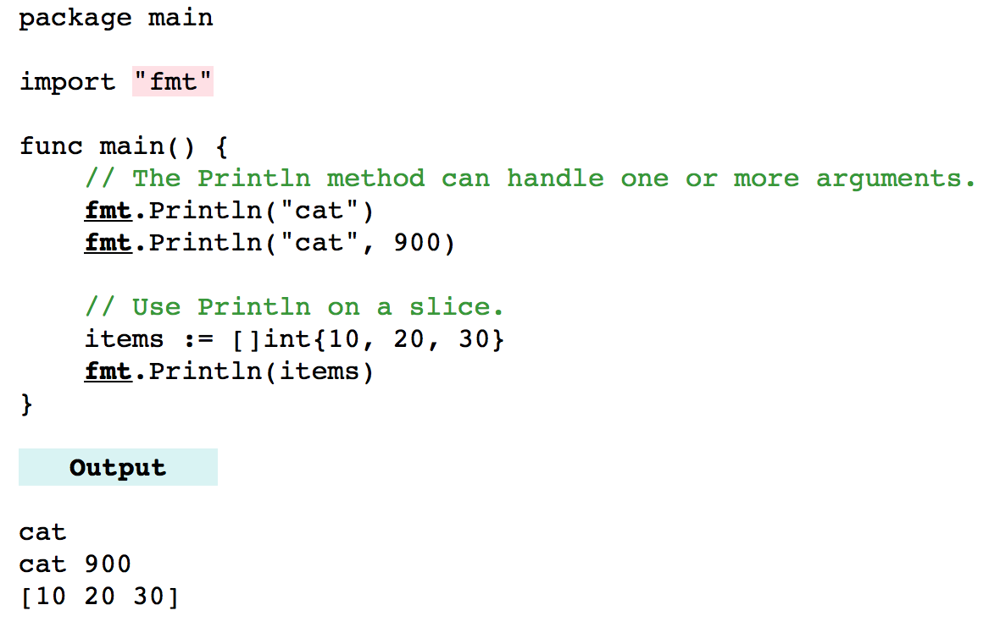 package main
import "fmt"
func main() {
    // The Println method can handle one or more arguments.
    fmt.Println("cat")
    fmt.Println("cat", 900)
    // Use Println on a slice.
    items := []int{10, 20, 30}
    fmt.Println(items)
}
Output
cat
cat 900
[10 20 30]